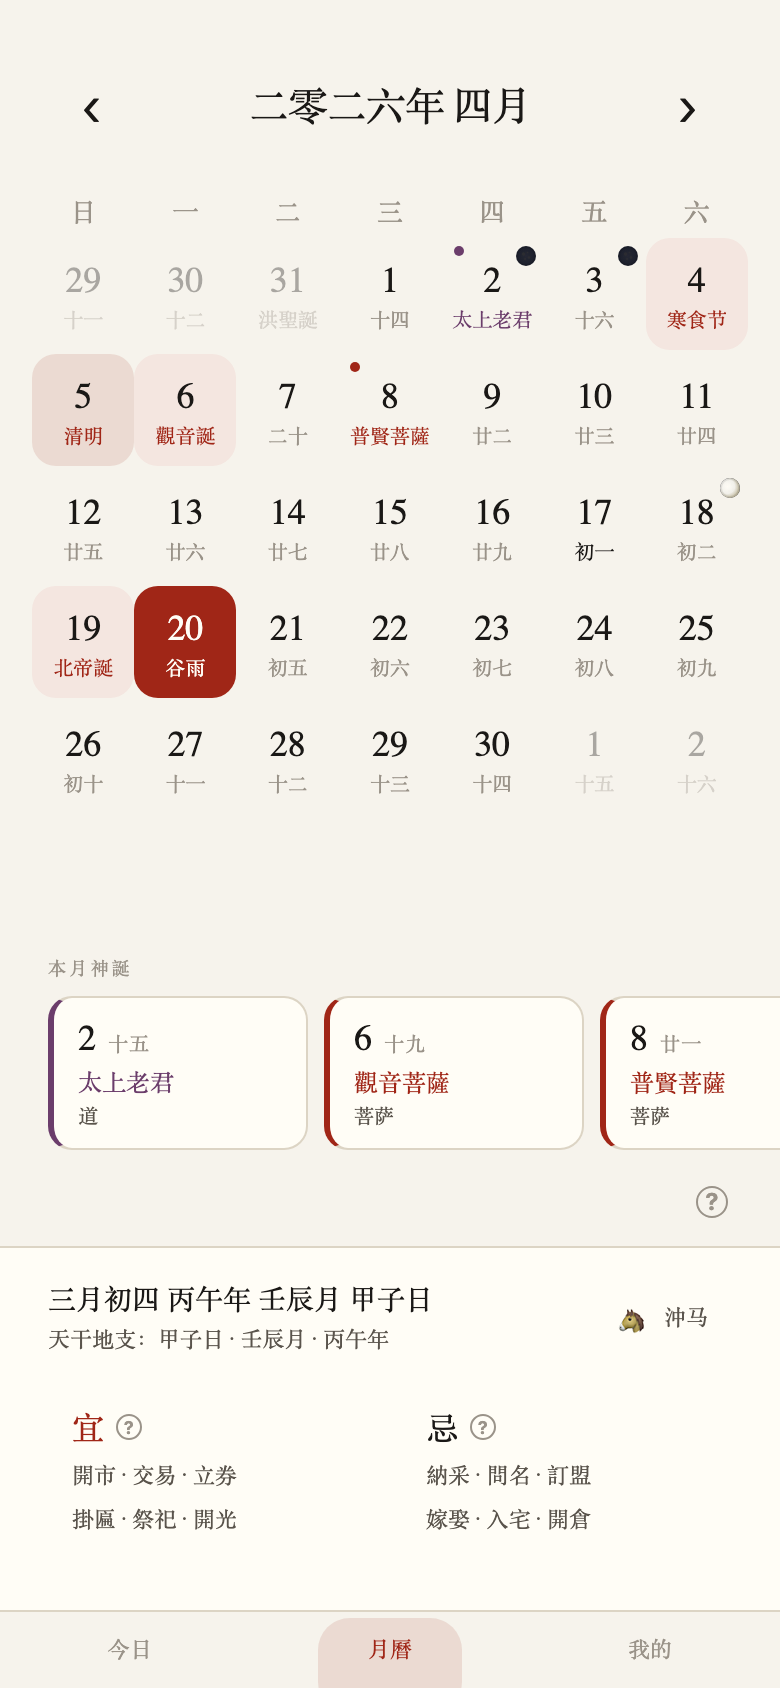 ‹ 二零二六年 四月 ›
日 一 二 三 四 五 六
29 30 31 1 2 3 4
十一 十二 洪聖誕 十四 太上老君 十六 寒食节
5 6 7 8 9 10 11
清明 觀音誕 二十 普賢菩薩 廿二 廿三 廿四
12 13 14 15 16 17 18
廿五 廿六 廿七 廿八 廿九 初一 初二
19 20 21 22 23 24 25
北帝誕 谷雨 初五 初六 初七 初八 初九
26 27 28 29 30 1 2
初十 十一 十二 十三 十四 十五 十六
本月神誕
2 十五 6 十九 8 廿一
太上老君 觀音菩薩 普賢菩薩
道 菩萨 菩萨
?
三月初四 丙午年 壬辰月 甲子日
天干地支：甲子日 · 壬辰月 · 丙午年
沖马
宜 ? 忌 ?
開市 · 交易 · 立券 納采 · 問名 · 訂盟
掛匾 · 祭祀 · 開光 嫁娶 · 入宅 · 開倉
今日 月曆 我的